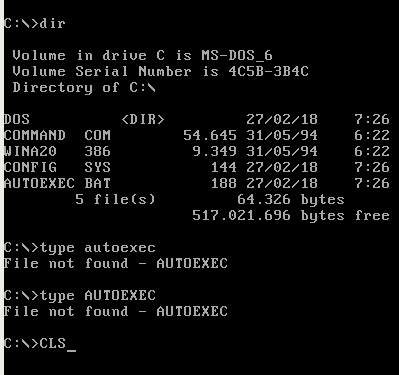 C:\>dir
Volume in drive C is MS-DOS_6
Volume Serial Number is 4C5B-3B4C
Directory of C:\
DOS <DIR> 27/02/18 7:26
COMMAND COM 54.645 31/05/94 6:22
WINA20 386 9.349 31/05/94 6:22
CONFIG SYS 144 27/02/18 7:26
AUTOEXEC BAT 188 27/02/18 7:26
5 file(s) 64.326 bytes
517.021.696 bytes free
C:\>type autoexec
File not found - AUTOEXEC
C:\>type AUTOEXEC
File not found - AUTOEXEC
C:\>CLS_